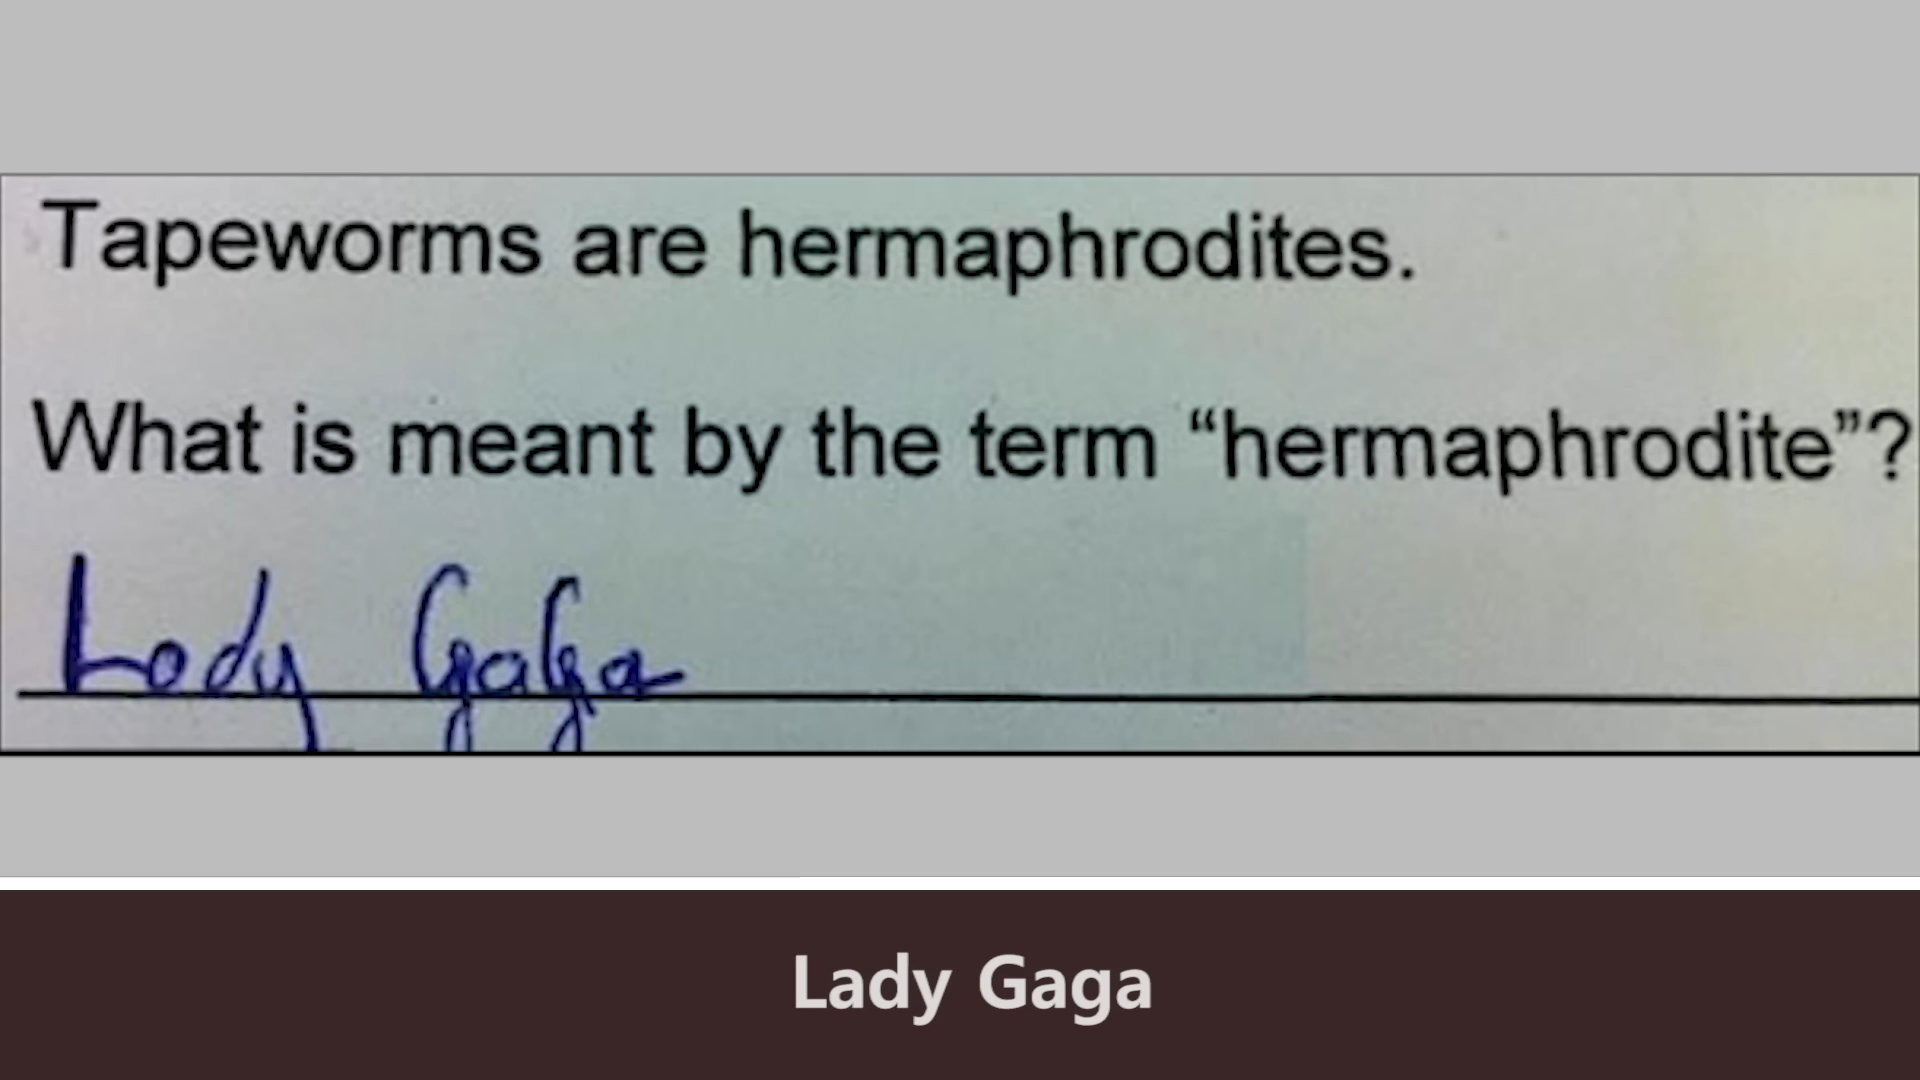 Tapeworms are hermaphrodites.
What is meant by the term “hermaphrodite”?
Lady GaGa
Lady Gaga